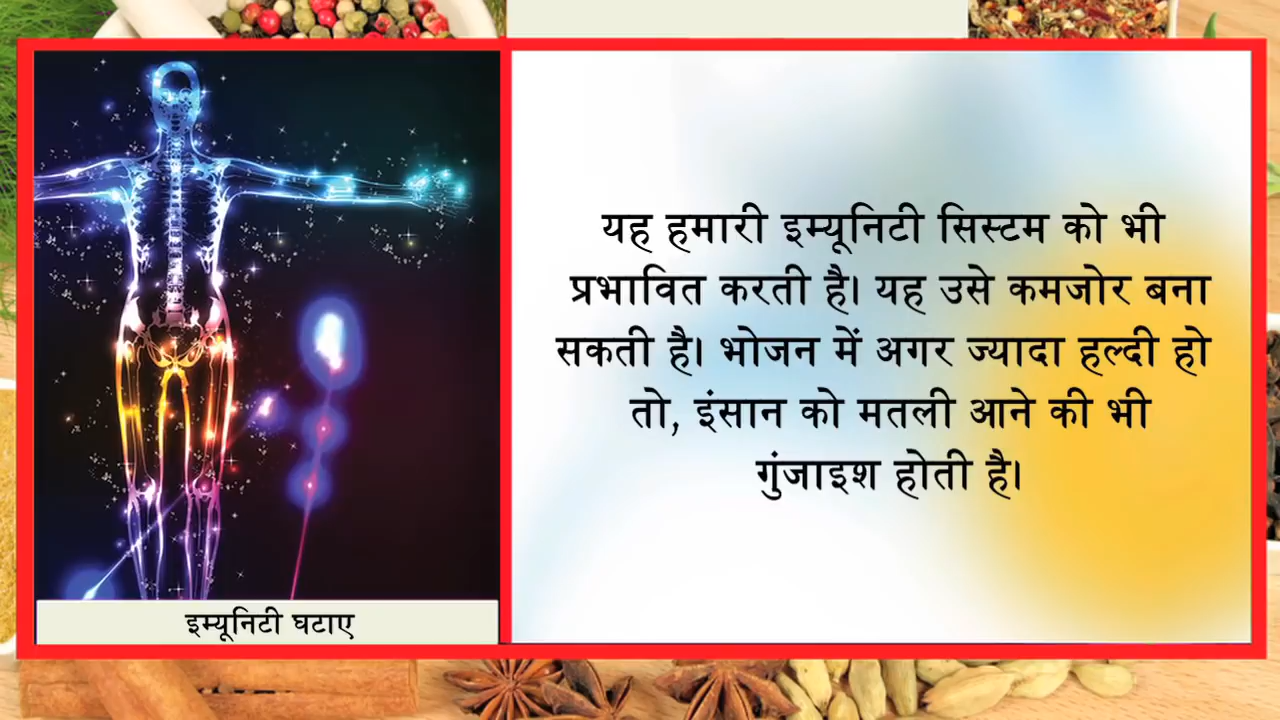 यह हमारी इम्यूनिटी सिस्टम को भी
प्रभावित करती है। यह उसे कमजोर बना
सकती है। भोजन में अगर ज्यादा हल्दी हो
तो, इंसान को मतली आने की भी
गुंजाइश होती है।
इम्यूनिटी घटाए